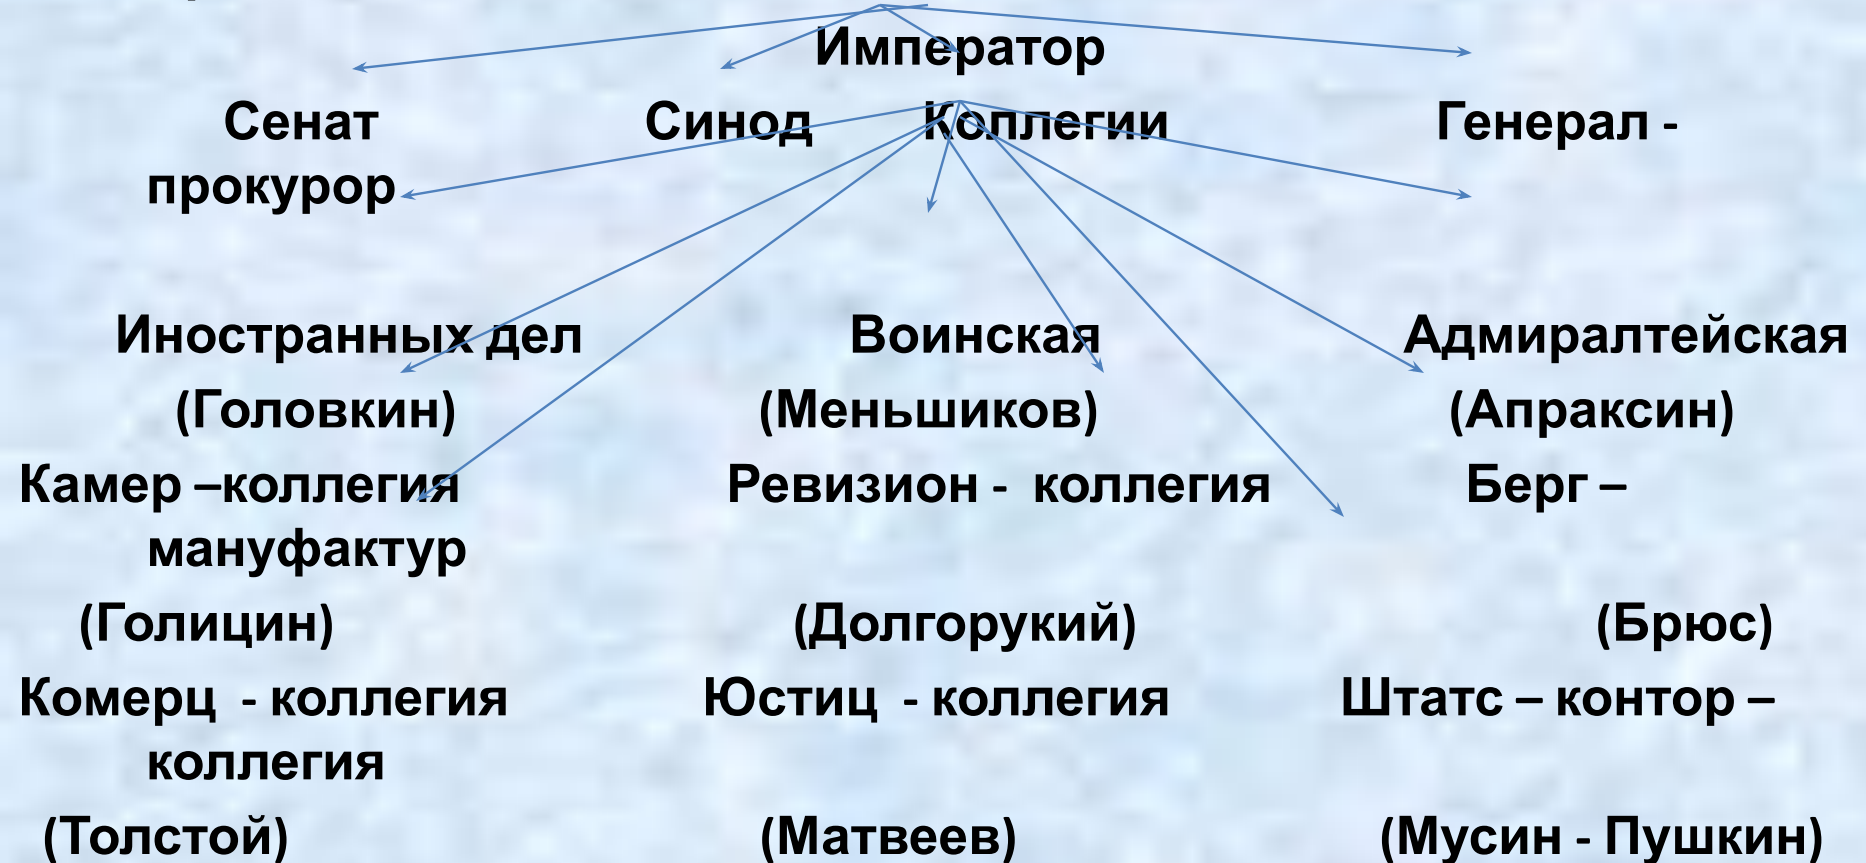 Император
Сенат Синод Коллегии Генерал -
прокурор
Иностранных дел Воинская Адмиралтейская
(Головкин) (Меньшиков) (Апраксин)
Камер –коллегия Ревизион - коллегия Берг –
мануфактур
(Голицин) (Долгорукий) (Брюс)
Комерц - коллегия Юстиц - коллегия Штатс – контор –
коллегия
(Толстой) (Матвеев) (Мусин - Пушкин)